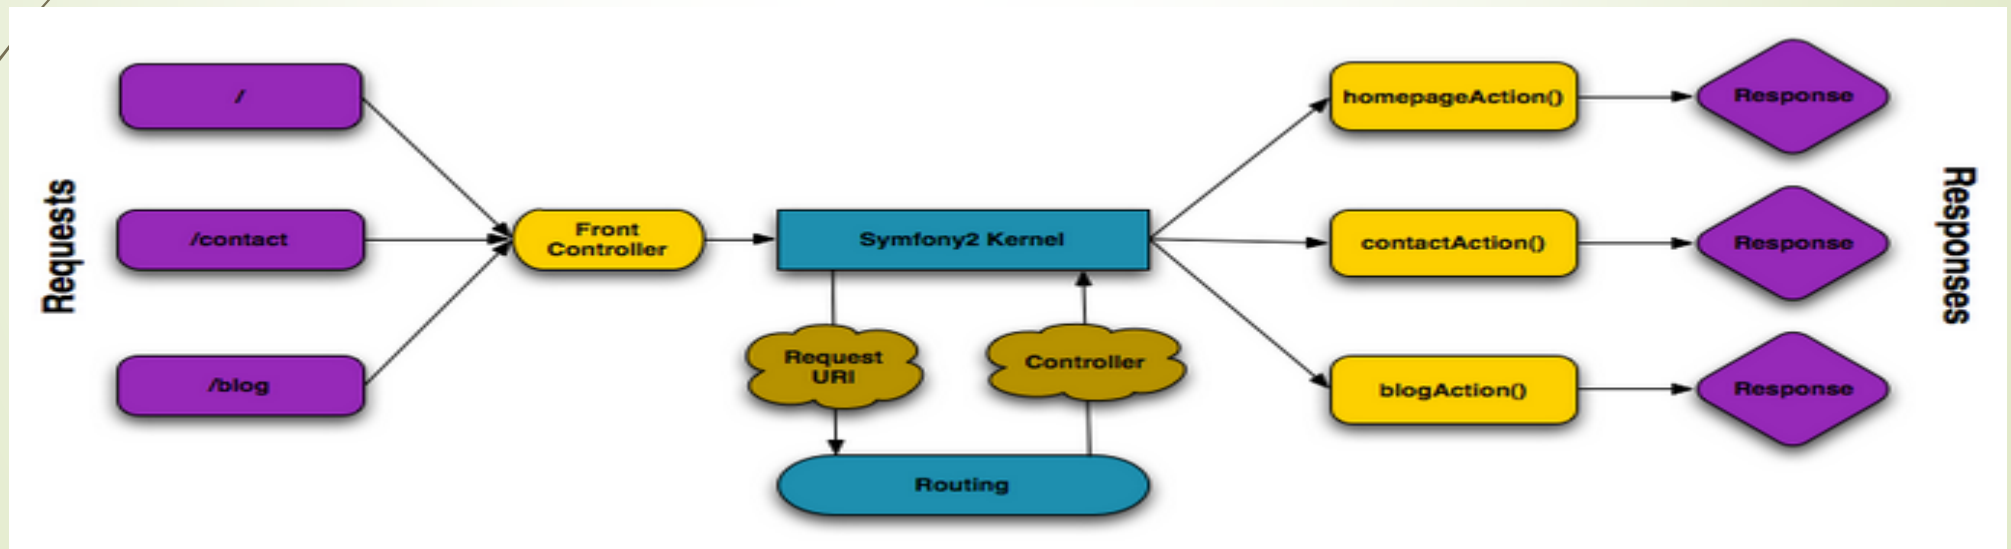 Requests
/
/contact
/blog
Front
Controller
Symfony2 Kernel
Request
URI
Controller
Routing
homepageAction()
contactAction()
blogAction()
Response
Response
Response
Responses